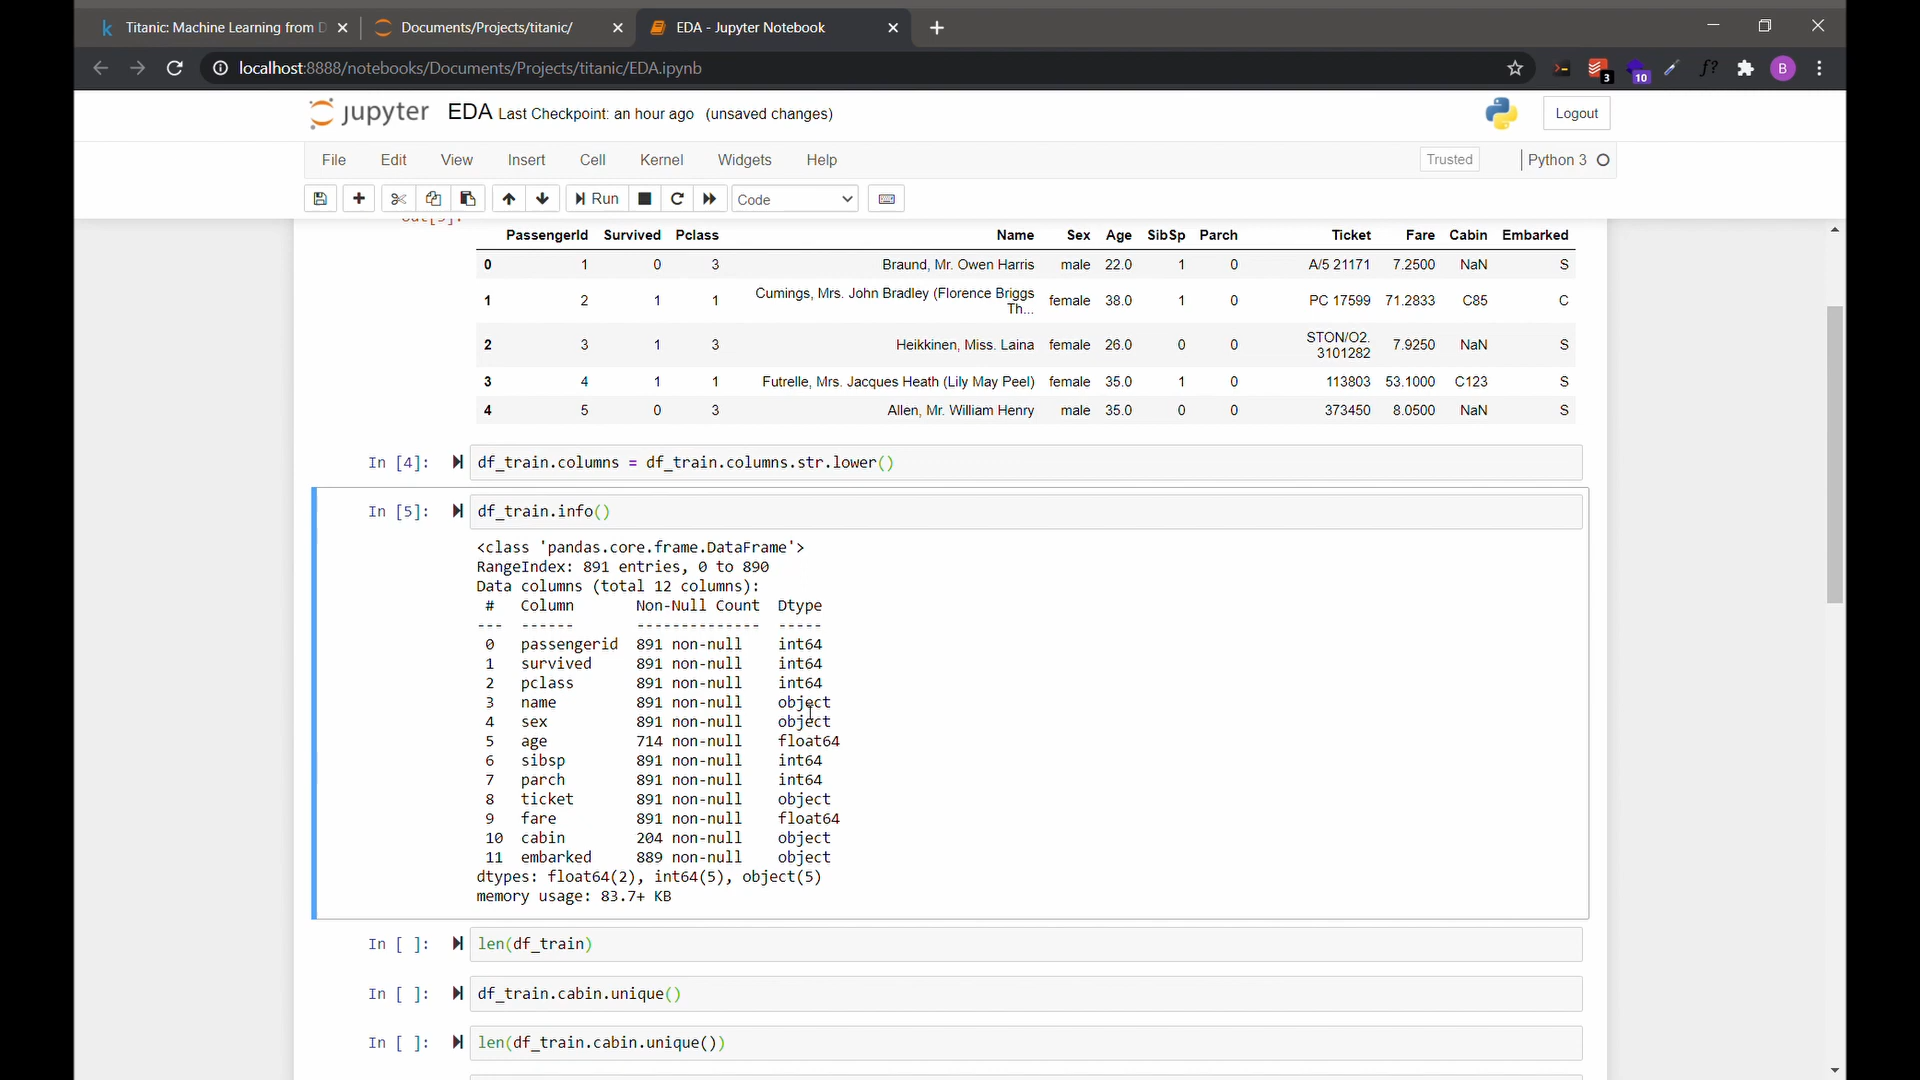 k Titanic: Machine Learning from D
Documents/Projects/titanic/
EDA - Jupyter Notebook
localhost:8888/notebooks/Documents/Projects/titanic/EDA.ipynb
3
10
f?
B
jupyter EDA Last Checkpoint: an hour ago (unsaved changes)
Logout
File Edit View Insert Cell Kernel Widgets Help
Trusted
Python 3
Run
Code
Out[3]:
PassengerId Survived Pclass Name Sex Age SibSp Parch Ticket Fare Cabin Embarked
0 1 0 3 Braund, Mr. Owen Harris male 22.0 1 0 A/5 21171 7.2500 NaN S
1 2 1 1 Cumings, Mrs. John Bradley (Florence Briggs Th... female 38.0 1 0 PC 17599 71.2833 C85 C
2 3 1 3 Heikkinen, Miss. Laina female 26.0 0 0 STON/O2. 3101282 7.9250 NaN S
3 4 1 1 Futrelle, Mrs. Jacques Heath (Lily May Peel) female 35.0 1 0 113803 53.1000 C123 S
4 5 0 3 Allen, Mr. William Henry male 35.0 0 0 373450 8.0500 NaN S
In [4]: df_train.columns = df_train.columns.str.lower()
In [5]: df_train.info()
<class 'pandas.core.frame.DataFrame'>
RangeIndex: 891 entries, 0 to 890
Data columns (total 12 columns):
# Column Non-Null Count Dtype
--- ------ -------------- -----
0 passengerid 891 non-null int64
1 survived 891 non-null int64
2 pclass 891 non-null int64
3 name 891 non-null object
4 sex 891 non-null object
5 age 714 non-null float64
6 sibsp 891 non-null int64
7 parch 891 non-null int64
8 ticket 891 non-null object
9 fare 891 non-null float64
10 cabin 204 non-null object
11 embarked 889 non-null object
dtypes: float64(2), int64(5), object(5)
memory usage: 83.7+ KB
In [ ]: len(df_train)
In [ ]: df_train.cabin.unique()
In [ ]: len(df_train.cabin.unique())